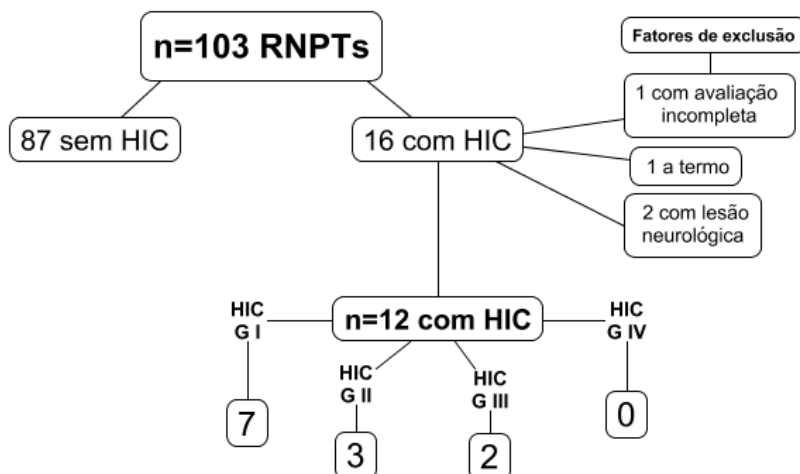 n=103 RNPTs
Fatores de exclusão
1 com avaliação
incompleta
87 sem HIC
16 com HIC
1 a termo
2 com lesão
neurológica
HIC
G I
n=12 com HIC
HIC
G IV
HIC
G II
HIC
G III
7
3
2
0